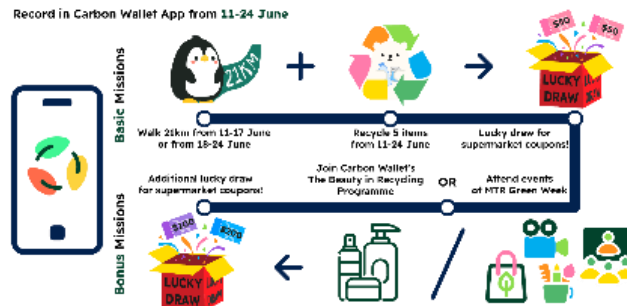 Record in Carbon Wallet App from 11-24 June
Basic Missions
21KM
$50
$50
LUCKY
DRAW
Walk 21km from 11-17 June
or from 18-24 June
Recycle 5 items
from 11-24 June
Lucky draw for
supermarket coupons!
Bonus Missions
Additional lucky draw
for supermarket coupons!
Join Carbon Wallet's
The Beauty in Recycling
Programme
OR
Attend events
of MTR Green Week
$200
$200
LUCKY
DRAW